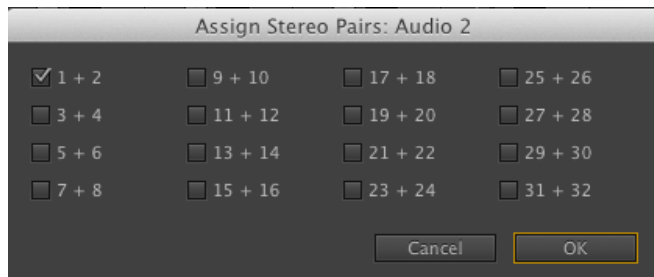 Assign Stereo Pairs: Audio 2
1 + 2 9 + 10 17 + 18 25 + 26
3 + 4 11 + 12 19 + 20 27 + 28
5 + 6 13 + 14 21 + 22 29 + 30
7 + 8 15 + 16 23 + 24 31 + 32
Cancel OK